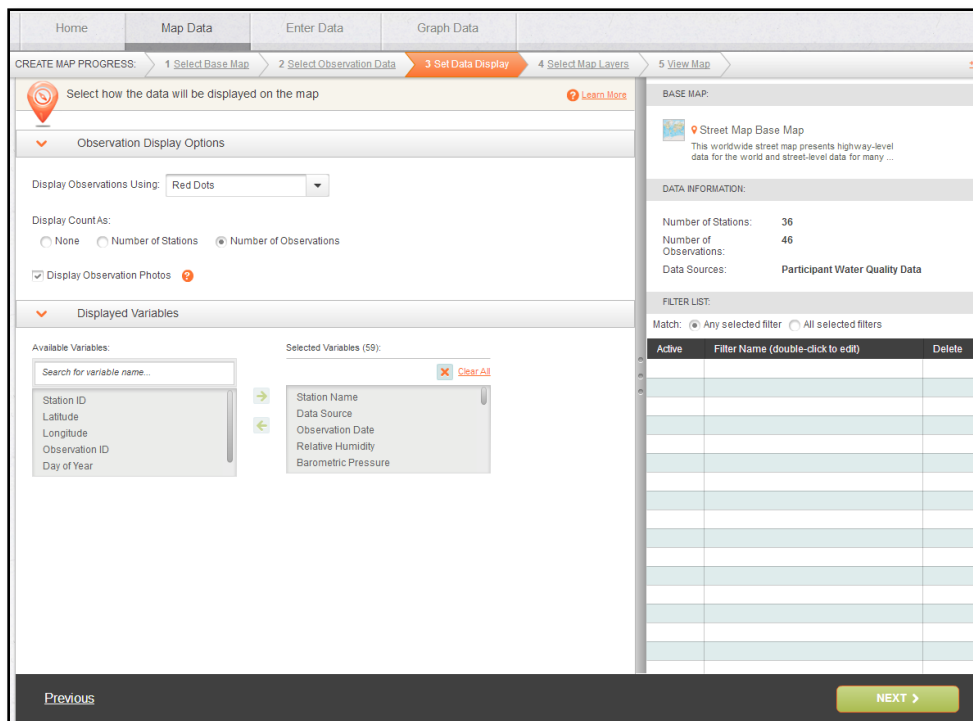 Home Map Data Enter Data Graph Data
CREATE MAP PROGRESS: 1 Select Base Map 2 Select Observation Data 3 Set Data Display 4 Select Map Layers 5 View Map
Select how the data will be displayed on the map ? Learn More
Observation Display Options
Display Observations Using: Red Dots
Display Count As:
None Number of Stations Number of Observations
Display Observation Photos ?
Displayed Variables
Available Variables:
Search for variable name...
Station ID
Latitude
Longitude
Observation ID
Day of Year
Selected Variables (59):
Clear All
Station Name
Data Source
Observation Date
Relative Humidity
Barometric Pressure
BASE MAP:
Street Map Base Map
This worldwide street map presents highway-level
data for the world and street-level data for many ...
DATA INFORMATION:
Number of Stations: 36
Number of
Observations: 46
Data Sources: Participant Water Quality Data
FILTER LIST:
Match: Any selected filter All selected filters
Active Filter Name (double-click to edit) Delete
Previous NEXT